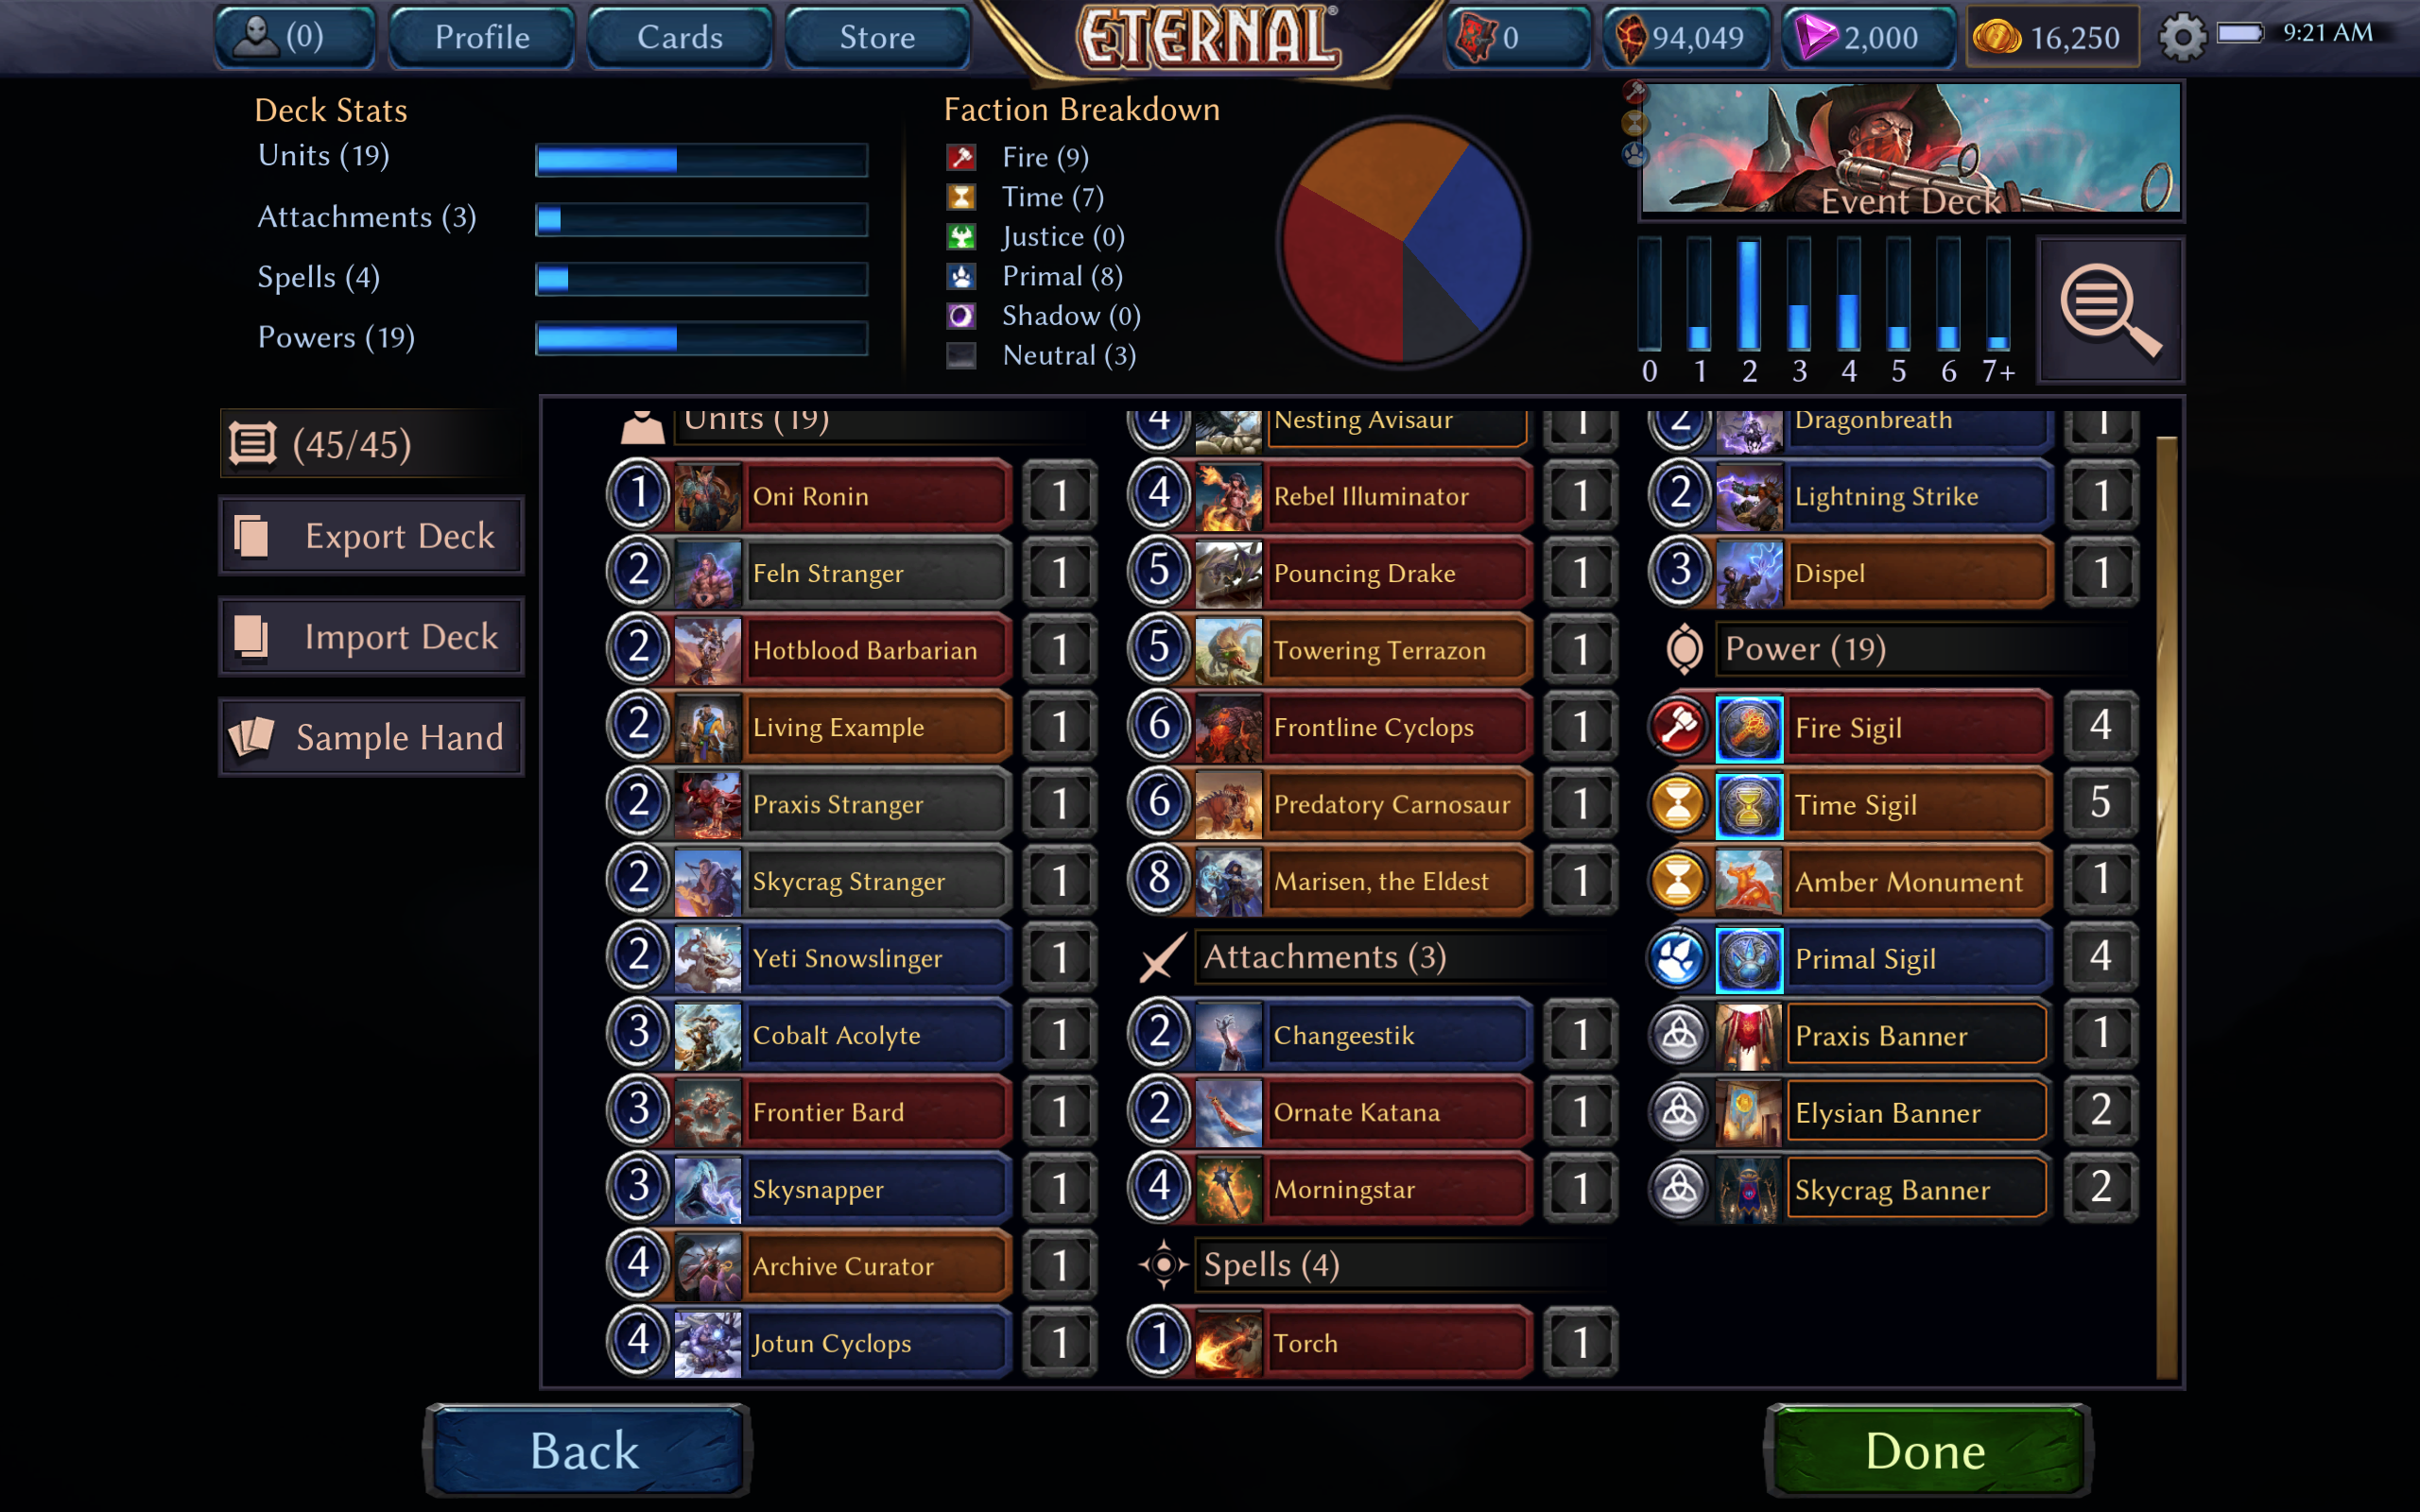 (0)
Profile
Cards
Store
ETERNAL®
0
94,049
2,000
16,250
9:21 AM
Deck Stats
Units (19)
Attachments (3)
Spells (4)
Powers (19)
Faction Breakdown
Fire (9)
Time (7)
Justice (0)
Primal (8)
Shadow (0)
Neutral (3)
Event Deck
0 1 2 3 4 5 6 7+
(45/45)
Export Deck
Import Deck
Sample Hand
Units (19)
1 Oni Ronin 1
2 Feln Stranger 1
2 Hotblood Barbarian 1
2 Living Example 1
2 Praxis Stranger 1
2 Skycrag Stranger 1
2 Yeti Snowslinger 1
3 Cobalt Acolyte 1
3 Frontier Bard 1
3 Skysnapper 1
4 Archive Curator 1
4 Jotun Cyclops 1
4 Nesting Avisaur 1
4 Rebel Illuminator 1
5 Pouncing Drake 1
5 Towering Terrazon 1
6 Frontline Cyclops 1
6 Predatory Carnosaur 1
8 Marisen, the Eldest 1
Attachments (3)
2 Changeestik 1
2 Ornate Katana 1
4 Morningstar 1
Spells (4)
1 Torch 1
2 Dragonbreath 1
2 Lightning Strike 1
3 Dispel 1
Power (19)
Fire Sigil 4
Time Sigil 5
Amber Monument 1
Primal Sigil 4
Praxis Banner 1
Elysian Banner 2
Skycrag Banner 2
Back
Done